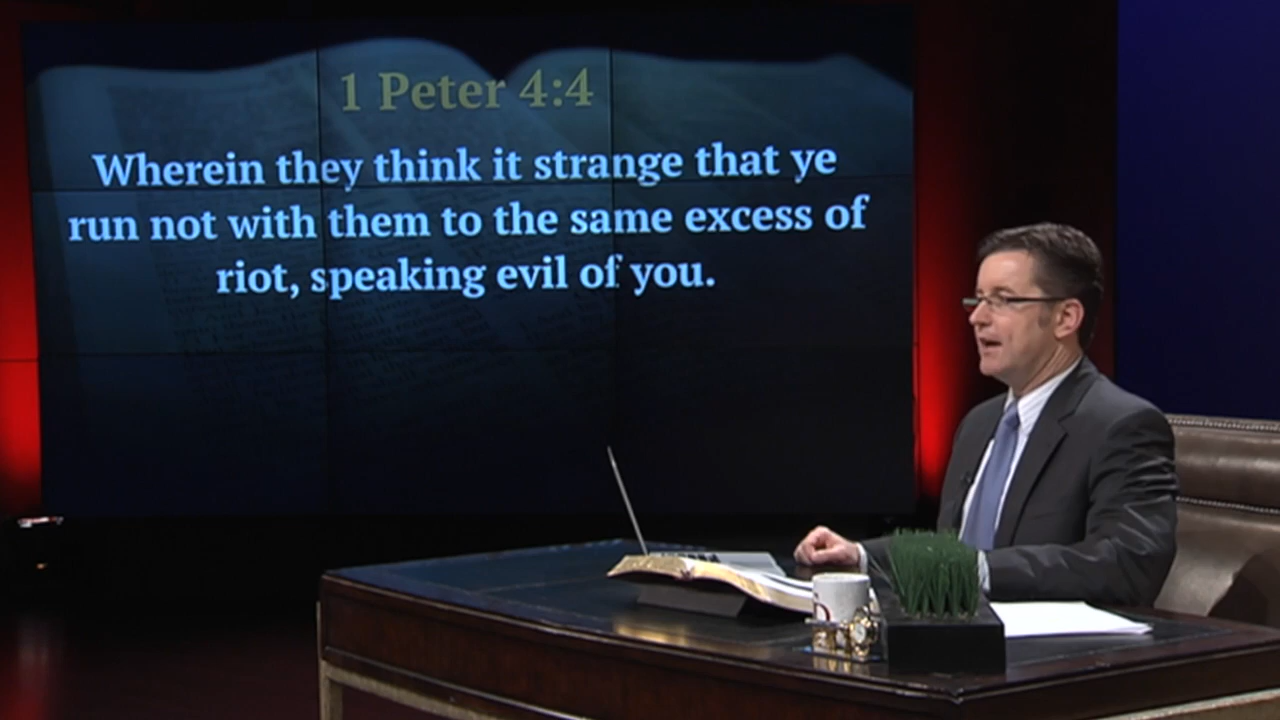 1 Peter 4:4
Wherein they think it strange that ye
run not with them to the same excess of
riot, speaking evil of you.